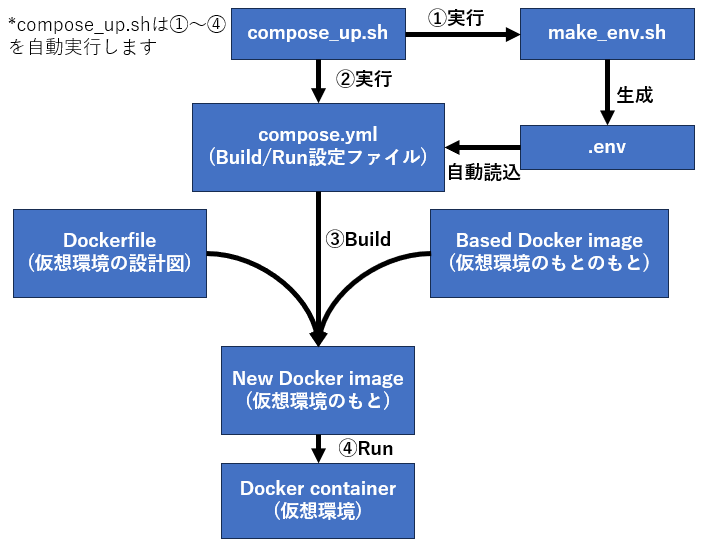 *compose_up.shは①～④
を自動実行します
compose_up.sh
①実行
make_env.sh
②実行
生成
compose.yml
（Build/Run設定ファイル）
.env
自動読込
Dockerfile
（仮想環境の設計図）
③Build
Based Docker image
（仮想環境のもとのもと）
New Docker image
（仮想環境のもと）
④Run
Docker container
（仮想環境）